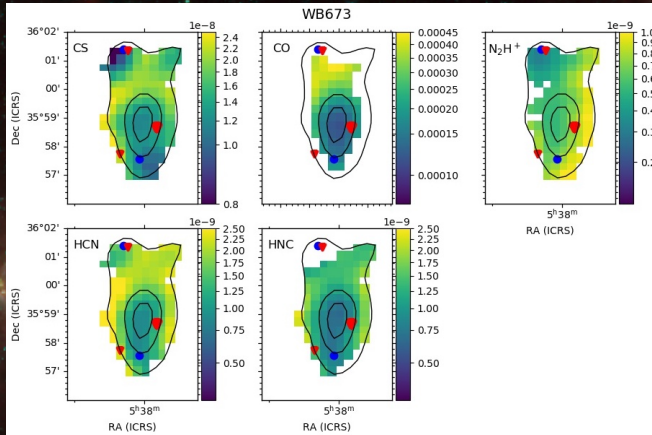 WB673
1e−8
1e−9
36°02'
01'
00'
35°59'
58'
57'
Dec (ICRS)
CS
2.4
2.2
2.0
1.8
1.6
1.4
1.2
1.0
0.8
CO
0.00045
0.00040
0.00035
0.00030
0.00025
0.00020
0.00015
0.00010
N₂H⁺
0.6
0.5
0.4
0.3
0.2
5ʰ38ᵐ
RA (ICRS)
1e−9
1e−9
36°02'
01'
00'
35°59'
58'
57'
Dec (ICRS)
HCN
2.50
2.25
2.00
1.75
1.50
1.25
1.00
0.75
0.50
HNC
2.50
2.25
2.00
1.75
1.50
1.25
1.00
0.75
0.50
5ʰ38ᵐ
RA (ICRS)
5ʰ38ᵐ
RA (ICRS)